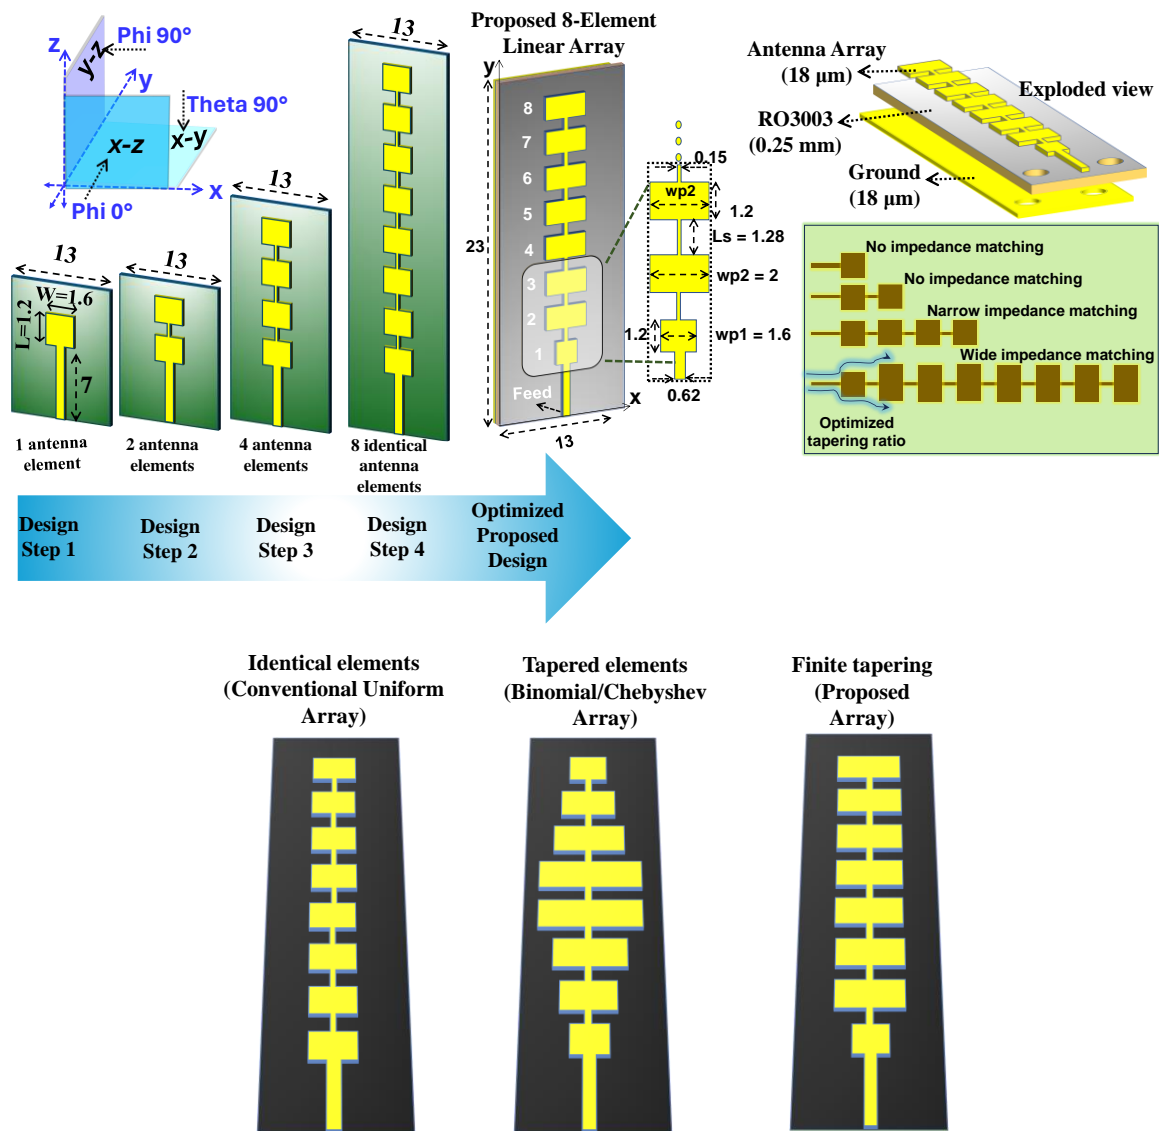 z
Phi 90°
y-z
y
Theta 90°
x-y
x-z
x
Phi 0°
13
W=1.6
L=1.2
7
1 antenna
element
13
2 antenna
elements
13
4 antenna
elements
13
8 identical
antenna
elements
Proposed 8-Element
Linear Array
y
8
7
6
5
4
3
2
1
23
Feed
x
13
0.15
wp2
1.2
Ls = 1.28
wp2 = 2
1.2
wp1 = 1.6
0.62
Antenna Array
(18 µm)
Exploded view
RO3003
(0.25 mm)
Ground
(18 µm)
No impedance matching
No impedance matching
Narrow impedance matching
Wide impedance matching
Optimized
tapering ratio
Design
Step 1
Design
Step 2
Design
Step 3
Design
Step 4
Optimized
Proposed
Design
Identical elements
(Conventional Uniform
Array)
Tapered elements
(Binomial/Chebyshev
Array)
Finite tapering
(Proposed
Array)